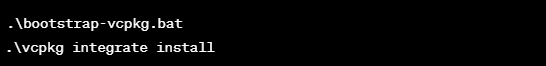 .\bootstrap-vcpkg.bat
.\vcpkg integrate install